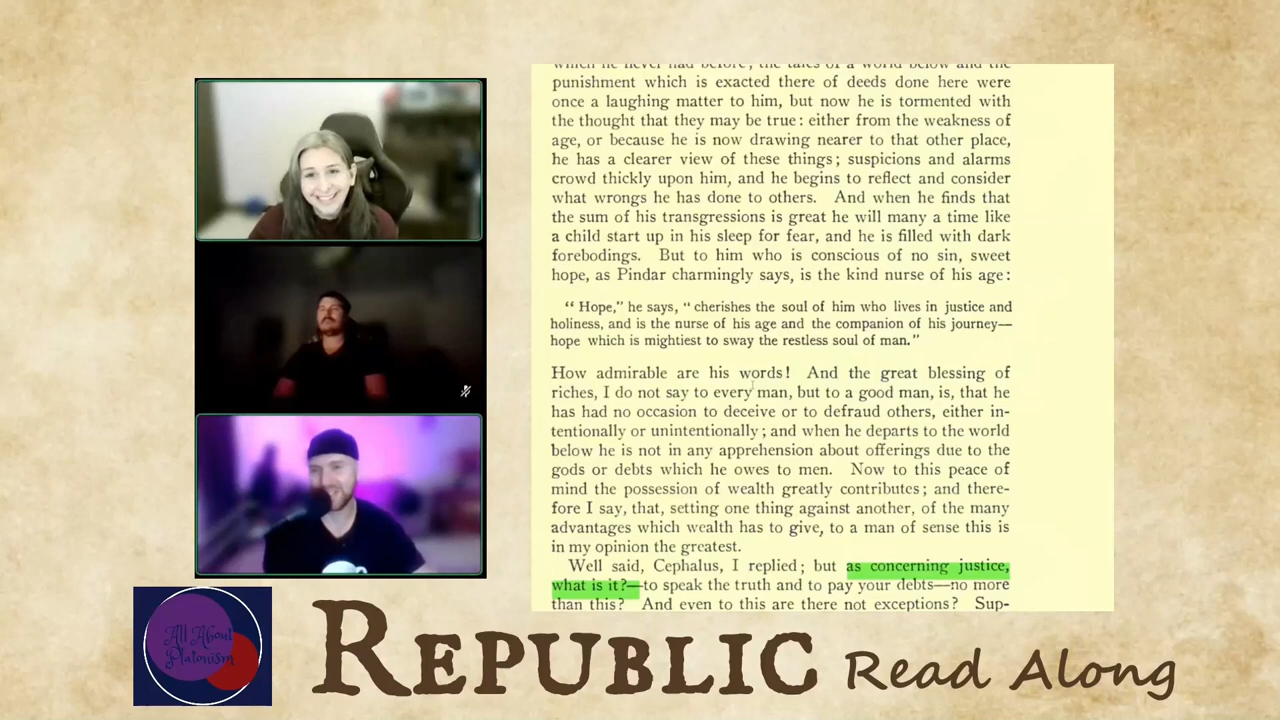 which he never had before; the tales of a world below and the
punishment which is exacted there of deeds done here were
once a laughing matter to him, but now he is tormented with
the thought that they may be true: either from the weakness of
age, or because he is now drawing nearer to that other place,
he has a clearer view of these things; suspicions and alarms
crowd thickly upon him, and he begins to reflect and consider
what wrongs he has done to others. And when he finds that
the sum of his transgressions is great he will many a time like
a child start up in his sleep for fear, and he is filled with dark
forebodings. But to him who is conscious of no sin, sweet
hope, as Pindar charmingly says, is the kind nurse of his age:
“Hope,” he says, “cherishes the soul of him who lives in justice and
holiness, and is the nurse of his age and the companion of his journey—
hope which is mightiest to sway the restless soul of man.”
How admirable are his words! And the great blessing of
riches, I do not say to every man, but to a good man, is, that he
has had no occasion to deceive or to defraud others, either in-
tentionally or unintentionally; and when he departs to the world
below he is not in any apprehension about offerings due to the
gods or debts which he owes to men. Now to this peace of
mind the possession of wealth greatly contributes; and there-
fore I say, that, setting one thing against another, of the many
advantages which wealth has to give, to a man of sense this is
in my opinion the greatest.
Well said, Cephalus, I replied; but as concerning justice,
what is it?—to speak the truth and to pay your debts—no more
than this? And even to this are there not exceptions? Sup-
All About
Platonism
REPUBLIC Read Along